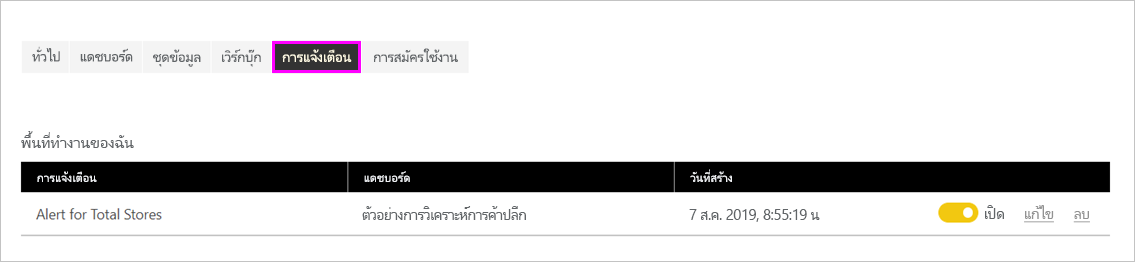 ทั่วไป แดชบอร์ด ชุดข้อมูล เวิร์กบุ๊ก การแจ้งเตือน การสมัครใช้งาน
พื้นที่ทำงานของฉัน
การแจ้งเตือน แดชบอร์ด วันที่สร้าง
Alert for Total Stores ตัวอย่างการวิเคราะห์การค้าปลีก 7 ส.ค. 2019, 8:55:19 น เปิด แก้ไข ลบ